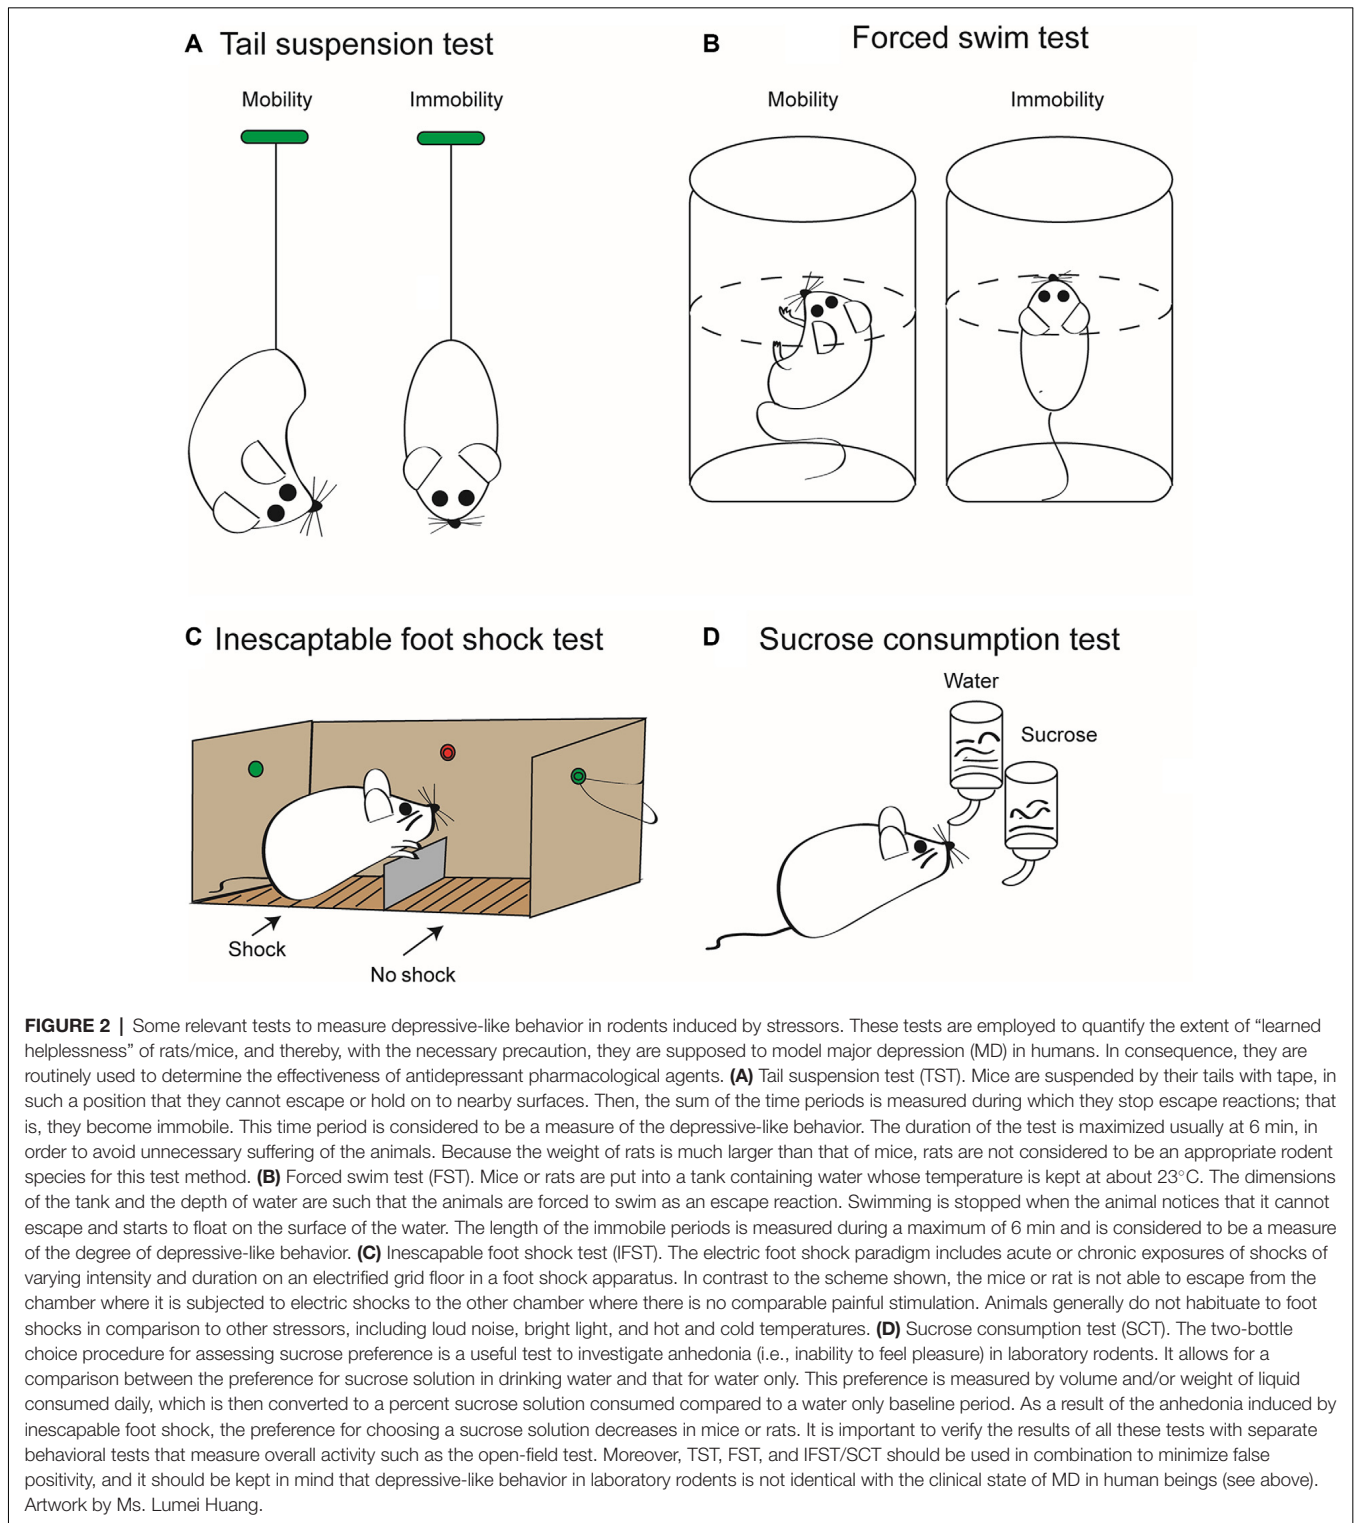 A Tail suspension test
Mobility
Immobility
B Forced swim test
Mobility
Immobility
C Inescaptable foot shock test
Shock
No shock
D Sucrose consumption test
Water
Sucrose
FIGURE 2 | Some relevant tests to measure depressive-like behavior in rodents induced by stressors. These tests are employed to quantify the extent of “learned
helplessness” of rats/mice, and thereby, with the necessary precaution, they are supposed to model major depression (MD) in humans. In consequence, they are
routinely used to determine the effectiveness of antidepressant pharmacological agents. (A) Tail suspension test (TST). Mice are suspended by their tails with tape, in
such a position that they cannot escape or hold on to nearby surfaces. Then, the sum of the time periods is measured during which they stop escape reactions; that
is, they become immobile. This time period is considered to be a measure of the depressive-like behavior. The duration of the test is maximized usually at 6 min, in
order to avoid unnecessary suffering of the animals. Because the weight of rats is much larger than that of mice, rats are not considered to be an appropriate rodent
species for this test method. (B) Forced swim test (FST). Mice or rats are put into a tank containing water whose temperature is kept at about 23°C. The dimensions
of the tank and the depth of water are such that the animals are forced to swim as an escape reaction. Swimming is stopped when the animal notices that it cannot
escape and starts to float on the surface of the water. The length of the immobile periods is measured during a maximum of 6 min and is considered to be a measure
of the degree of depressive-like behavior. (C) Inescapable foot shock test (IFST). The electric foot shock paradigm includes acute or chronic exposures of shocks of
varying intensity and duration on an electrified grid floor in a foot shock apparatus. In contrast to the scheme shown, the mice or rat is not able to escape from the
chamber where it is subjected to electric shocks to the other chamber where there is no comparable painful stimulation. Animals generally do not habituate to foot
shocks in comparison to other stressors, including loud noise, bright light, and hot and cold temperatures. (D) Sucrose consumption test (SCT). The two-bottle
choice procedure for assessing sucrose preference is a useful test to investigate anhedonia (i.e., inability to feel pleasure) in laboratory rodents. It allows for a
comparison between the preference for sucrose solution in drinking water and that for water only. This preference is measured by volume and/or weight of liquid
consumed daily, which is then converted to a percent sucrose solution consumed compared to a water only baseline period. As a result of the anhedonia induced by
inescapable foot shock, the preference for choosing a sucrose solution decreases in mice or rats. It is important to verify the results of all these tests with separate
behavioral tests that measure overall activity such as the open-field test. Moreover, TST, FST, and IFST/SCT should be used in combination to minimize false
positivity, and it should be kept in mind that depressive-like behavior in laboratory rodents is not identical with the clinical state of MD in human beings (see above).
Artwork by Ms. Lumei Huang.